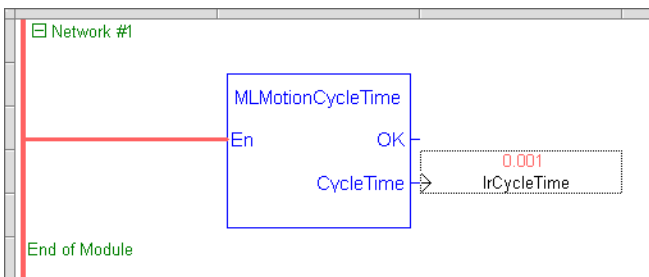 Network #1
MLMotionCycleTime
En OK
0.001
CycleTime lrCycleTime
End of Module